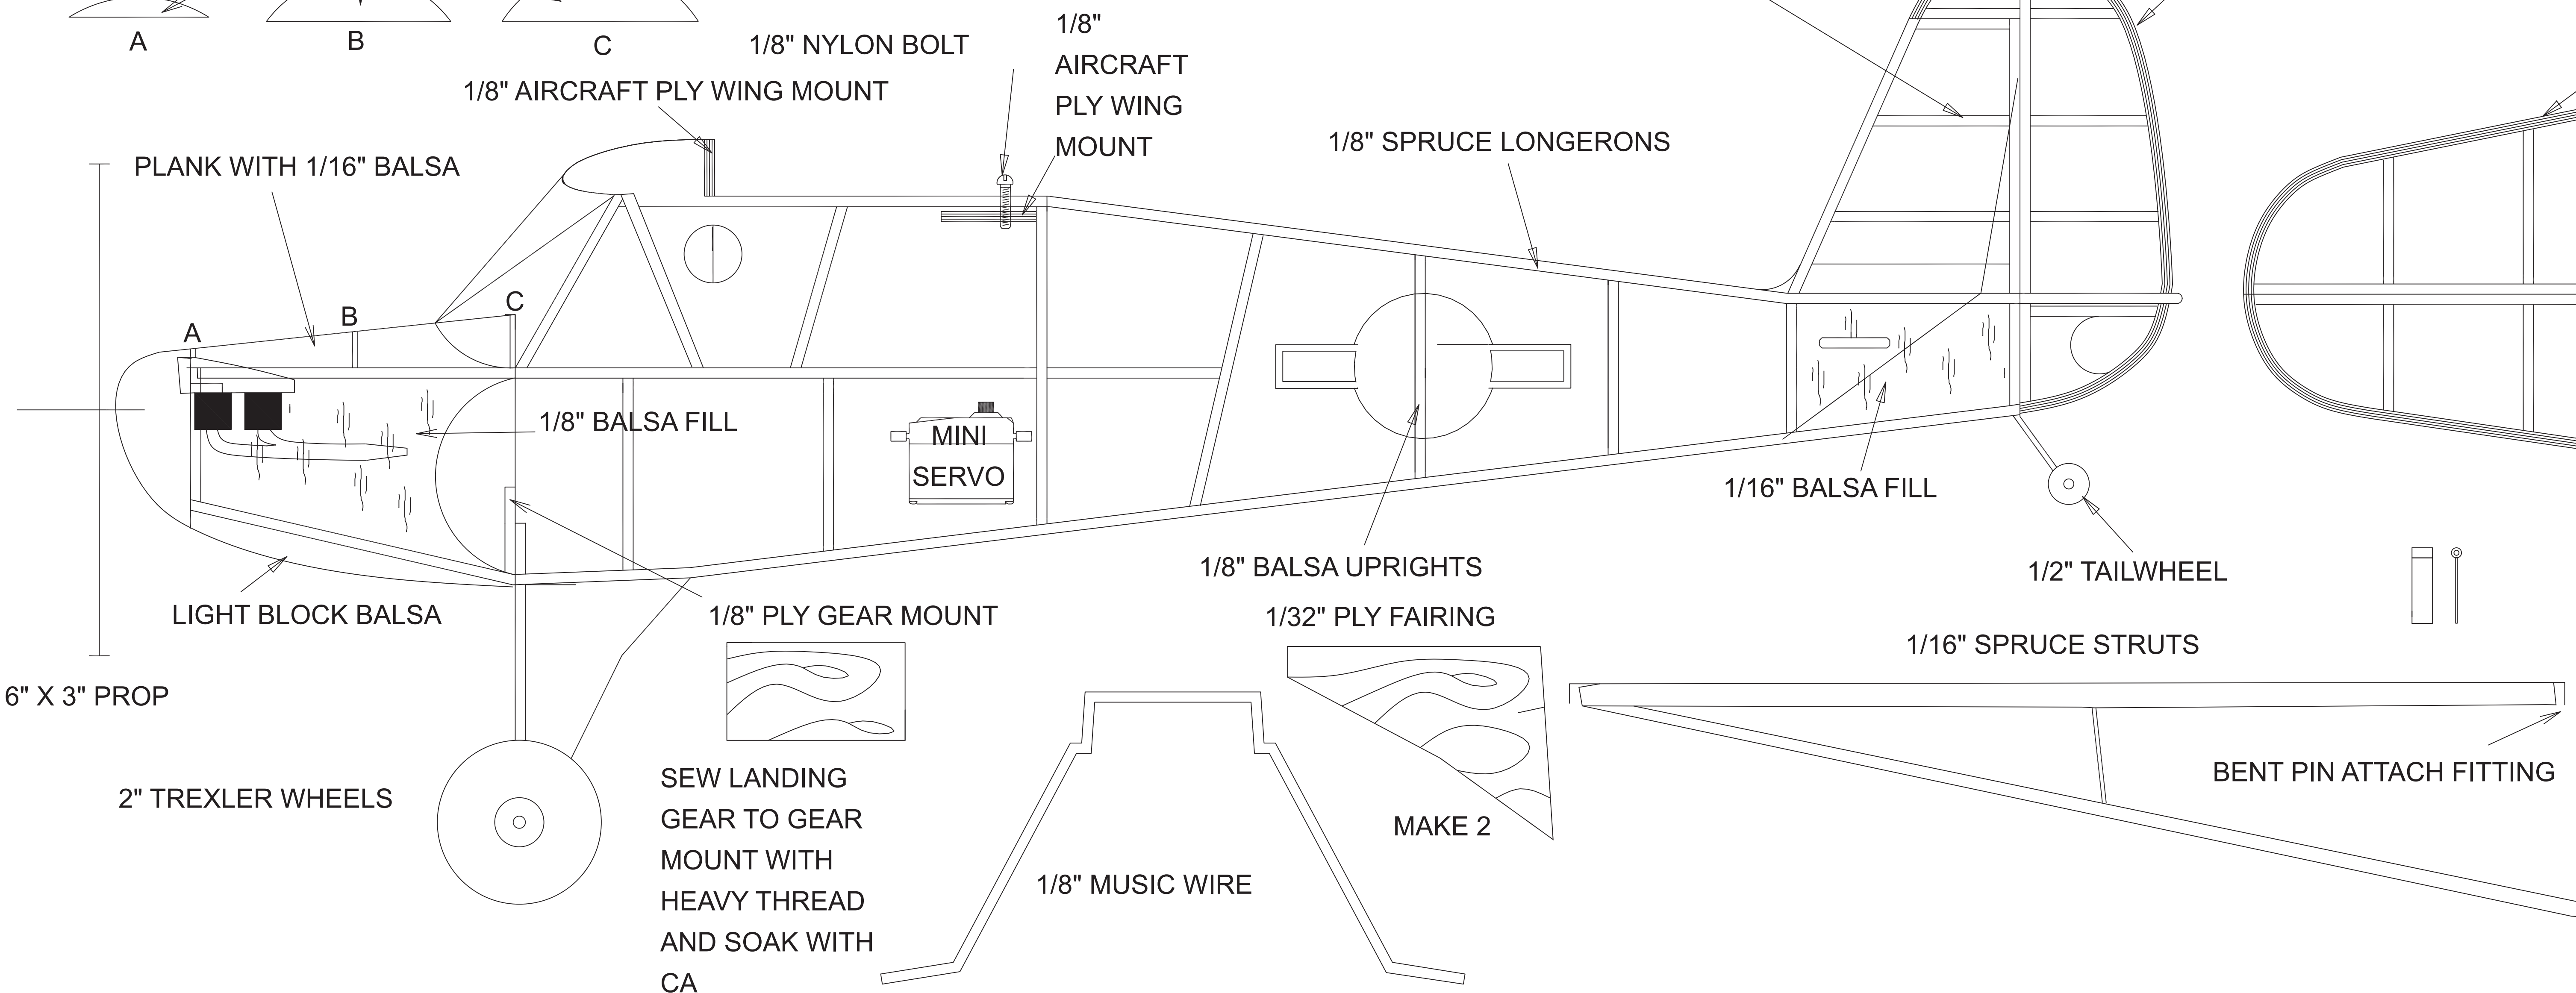 A
B
C
1/8" NYLON BOLT
1/8"
AIRCRAFT
PLY WING
MOUNT
1/8" AIRCRAFT PLY WING MOUNT
1/8" SPRUCE LONGERONS
PLANK WITH 1/16" BALSA
A
B
C
1/8" BALSA FILL
MINI
SERVO
1/16" BALSA FILL
1/8" BALSA UPRIGHTS
1/2" TAILWHEEL
LIGHT BLOCK BALSA
1/8" PLY GEAR MOUNT
1/32" PLY FAIRING
1/16" SPRUCE STRUTS
6" X 3" PROP
2" TREXLER WHEELS
SEW LANDING
GEAR TO GEAR
MOUNT WITH
HEAVY THREAD
AND SOAK WITH
CA
1/8" MUSIC WIRE
MAKE 2
BENT PIN ATTACH FITTING